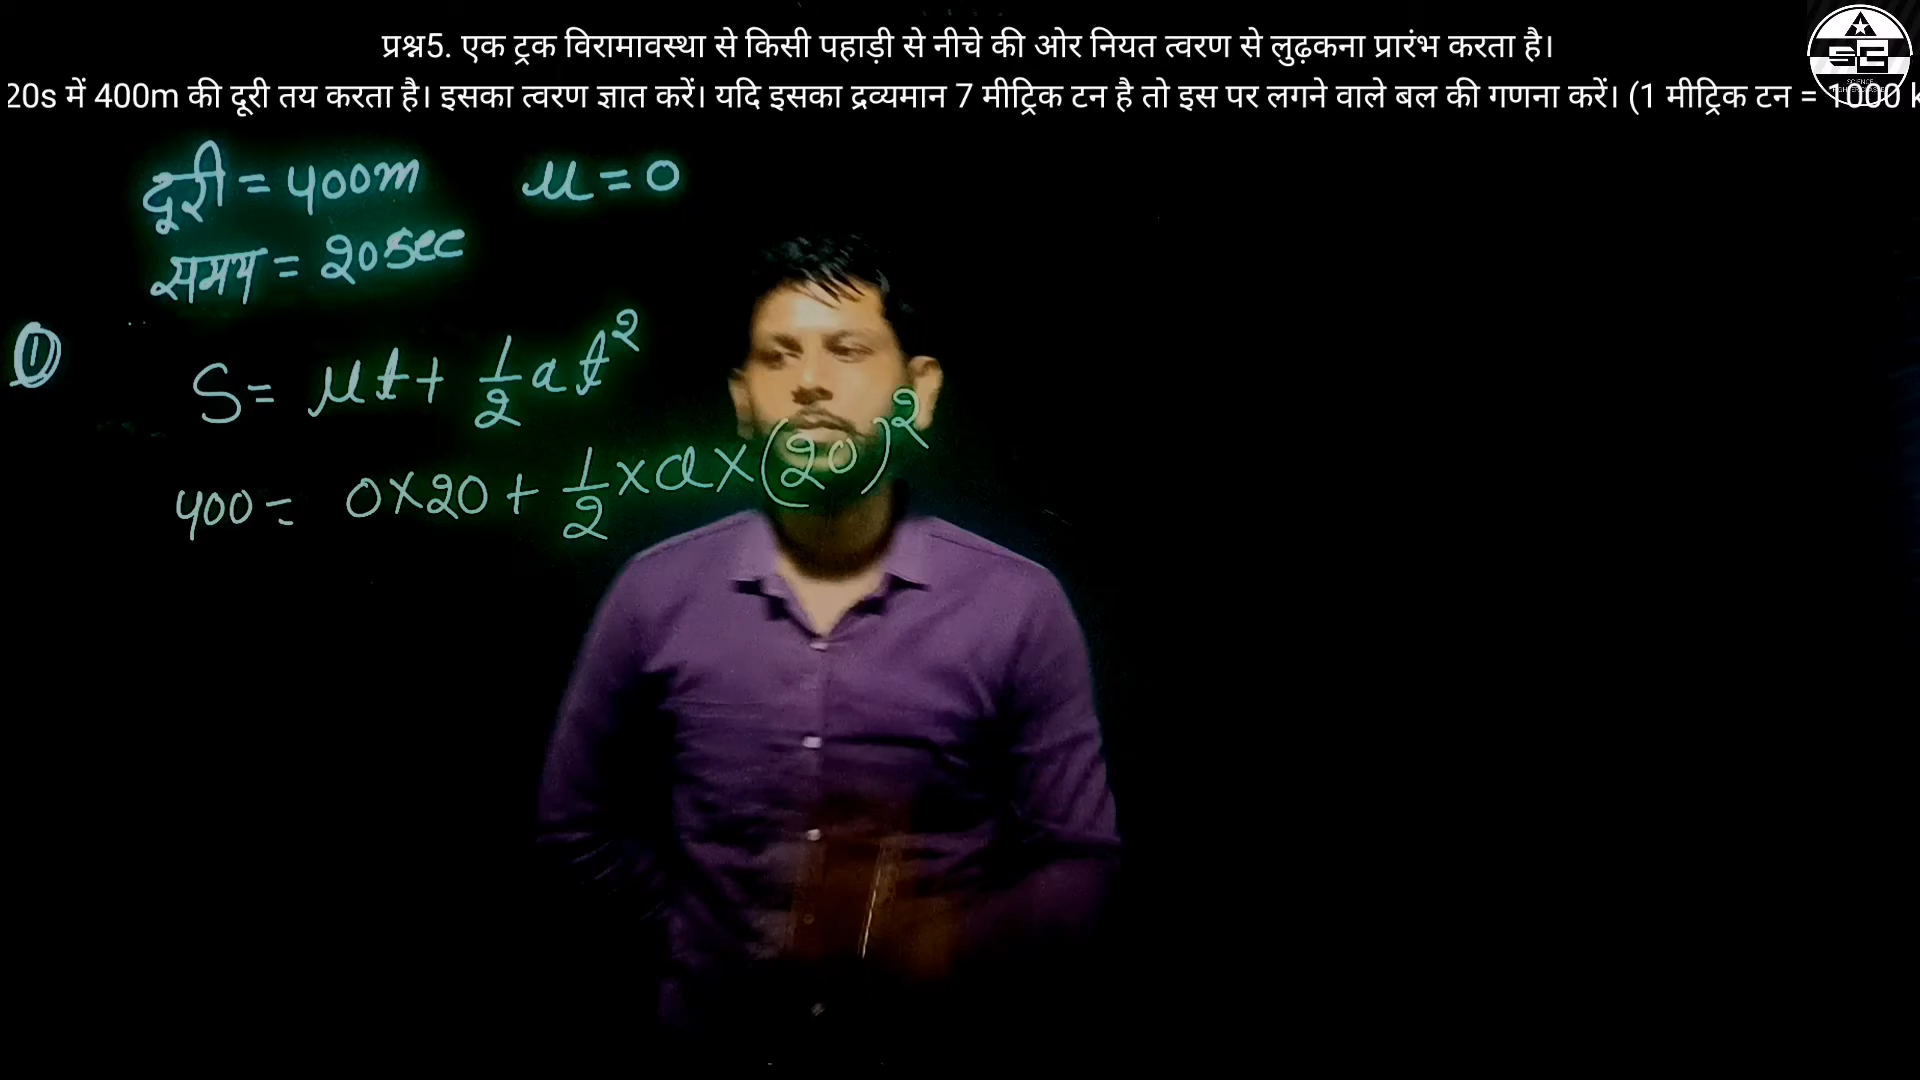 प्रश्न5. एक ट्रक विरामावस्था से किसी पहाड़ी से नीचे की ओर नियत त्वरण से लुढ़कना प्रारंभ करता है।
20s में 400m की दूरी तय करता है। इसका त्वरण ज्ञात करें। यदि इसका द्रव्यमान 7 मीट्रिक टन है तो इस पर लगने वाले बल की गणना करें। (1 मीट्रिक टन = 1000 k
दूरी = 400m u = 0
समय = 20sec
① S = ut + 1/2 at²
400 = 0×20 + 1/2 × a × (20)²